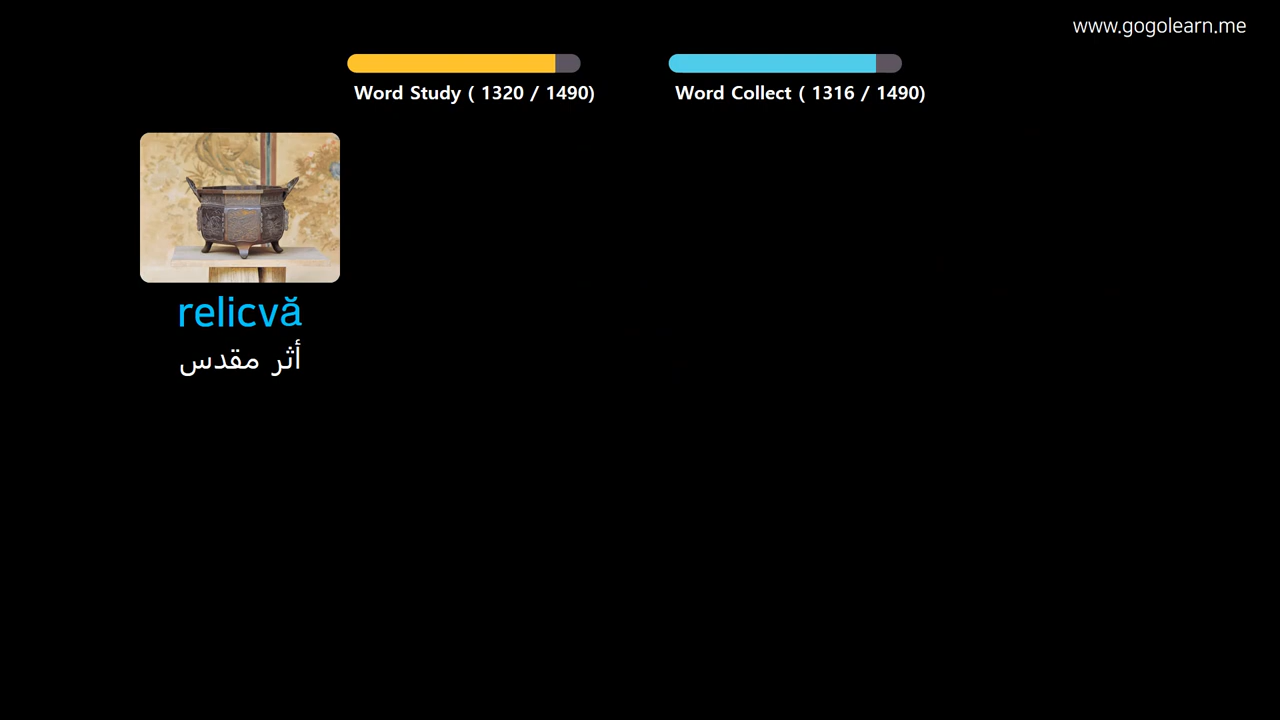 www.gogolearn.me
Word Study ( 1320 / 1490)
Word Collect ( 1316 / 1490)
relicvă
أثر مقدس